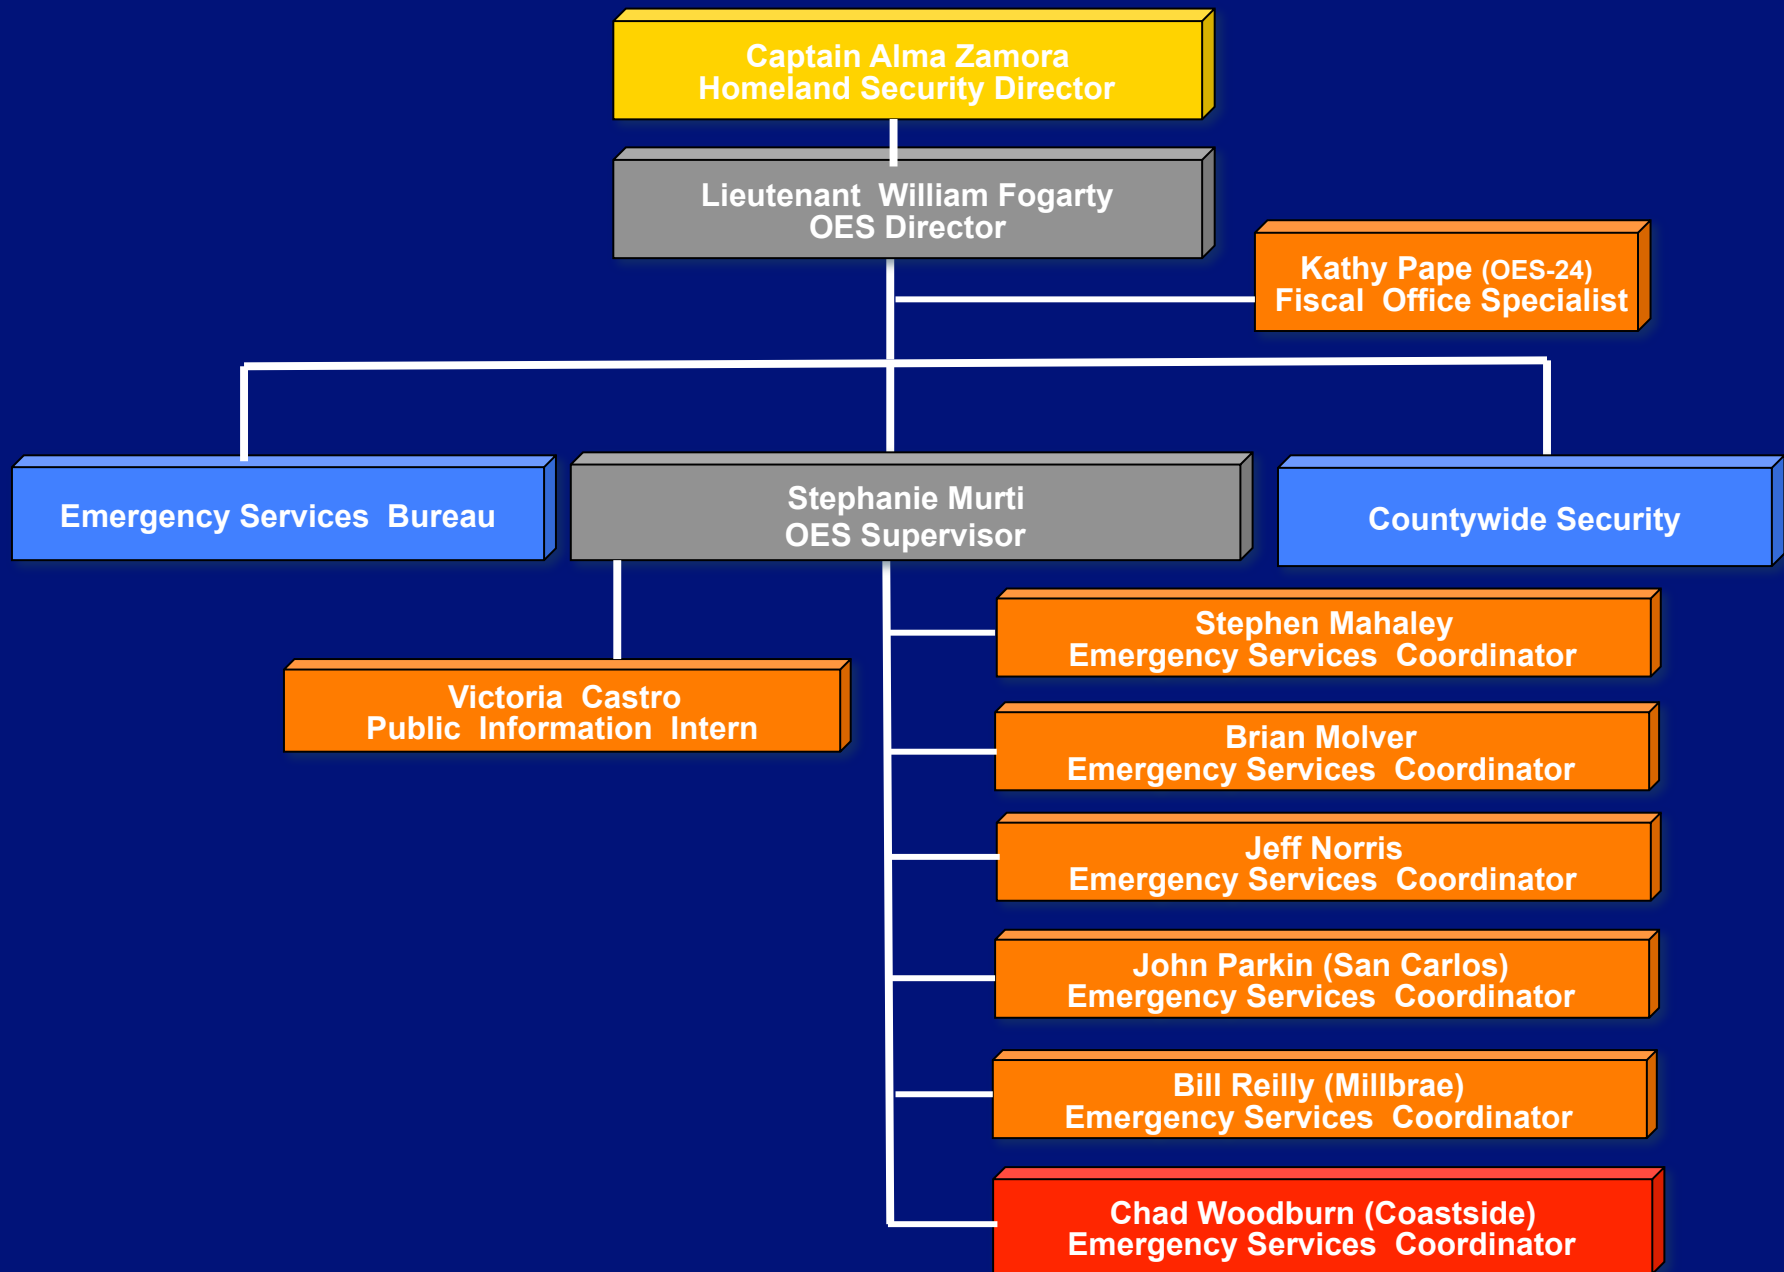 Captain Alma Zamora
Homeland Security Director
Lieutenant William Fogarty
OES Director
Kathy Pape (OES-24)
Fiscal Office Specialist
Emergency Services Bureau
Stephanie Murti
OES Supervisor
Countywide Security
Stephen Mahaley
Emergency Services Coordinator
Victoria Castro
Public Information Intern
Brian Molver
Emergency Services Coordinator
Jeff Norris
Emergency Services Coordinator
John Parkin (San Carlos)
Emergency Services Coordinator
Bill Reilly (Millbrae)
Emergency Services Coordinator
Chad Woodburn (Coastside)
Emergency Services Coordinator